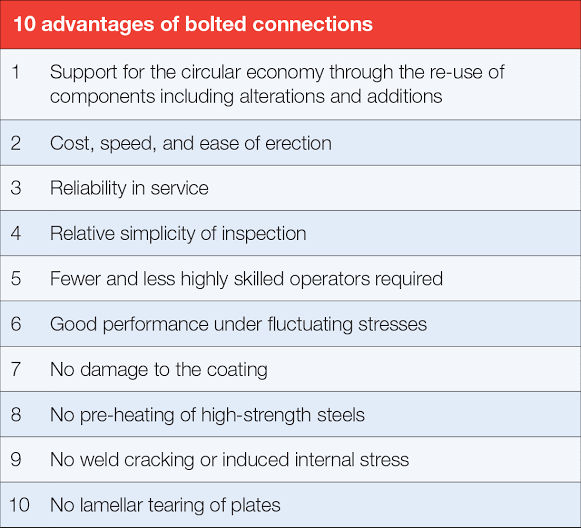 10 advantages of bolted connections
1 Support for the circular economy through the re-use of
components including alterations and additions
2 Cost, speed, and ease of erection
3 Reliability in service
4 Relative simplicity of inspection
5 Fewer and less highly skilled operators required
6 Good performance under fluctuating stresses
7 No damage to the coating
8 No pre-heating of high-strength steels
9 No weld cracking or induced internal stress
10 No lamellar tearing of plates